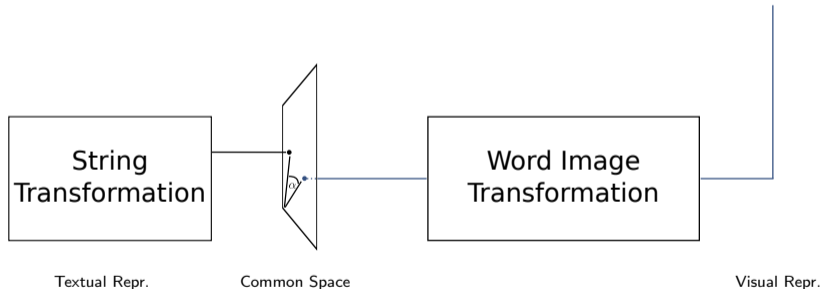 String
Transformation
Word Image
Transformation
α
Textual Repr.
Common Space
Visual Repr.